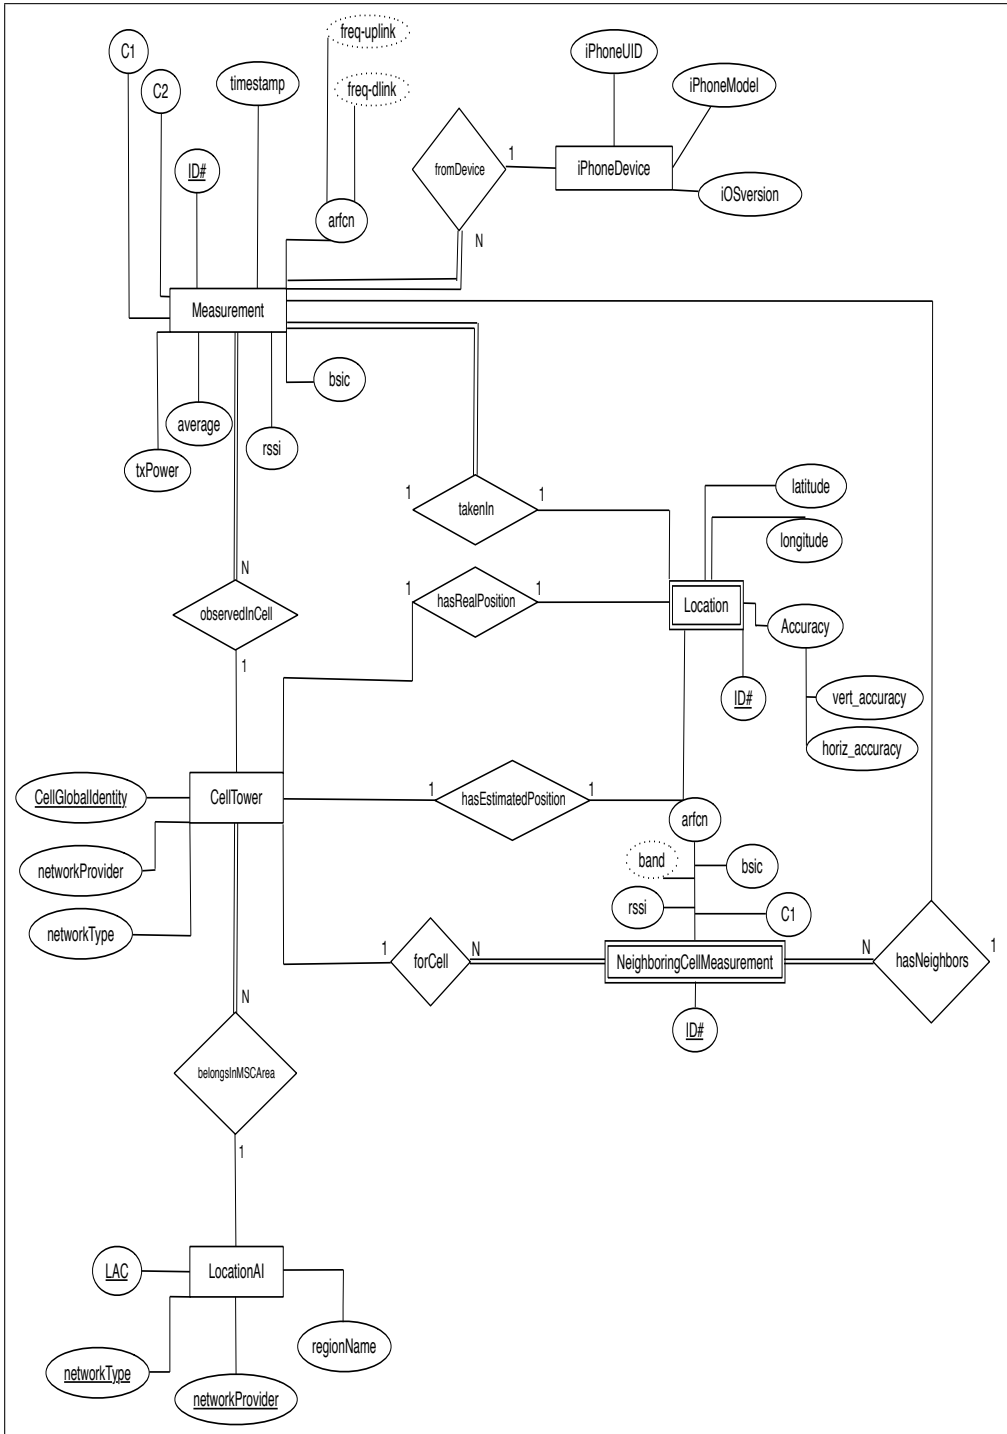 freq-uplink
C1
iPhoneUID
C2
timestamp
freq-dlink
iPhoneModel
fromDevice
1
iPhoneDevice
ID#
iOSversion
arfcn
N
Measurement
bsic
average
rssi
txPower
latitude
1
1
takenIn
longitude
N
1
hasRealPosition
1
Location
observedInCell
Accuracy
1
ID#
vert_accuracy
horiz_accuracy
CellGlobalIdentity
CellTower
1
hasEstimatedPosition
1
arfcn
networkProvider
band
bsic
rssi
C1
networkType
1
forCell
N
NeighboringCellMeasurement
N
hasNeighbors
1
N
ID#
belongsInMSCArea
1
LAC
LocationAI
regionName
networkType
networkProvider